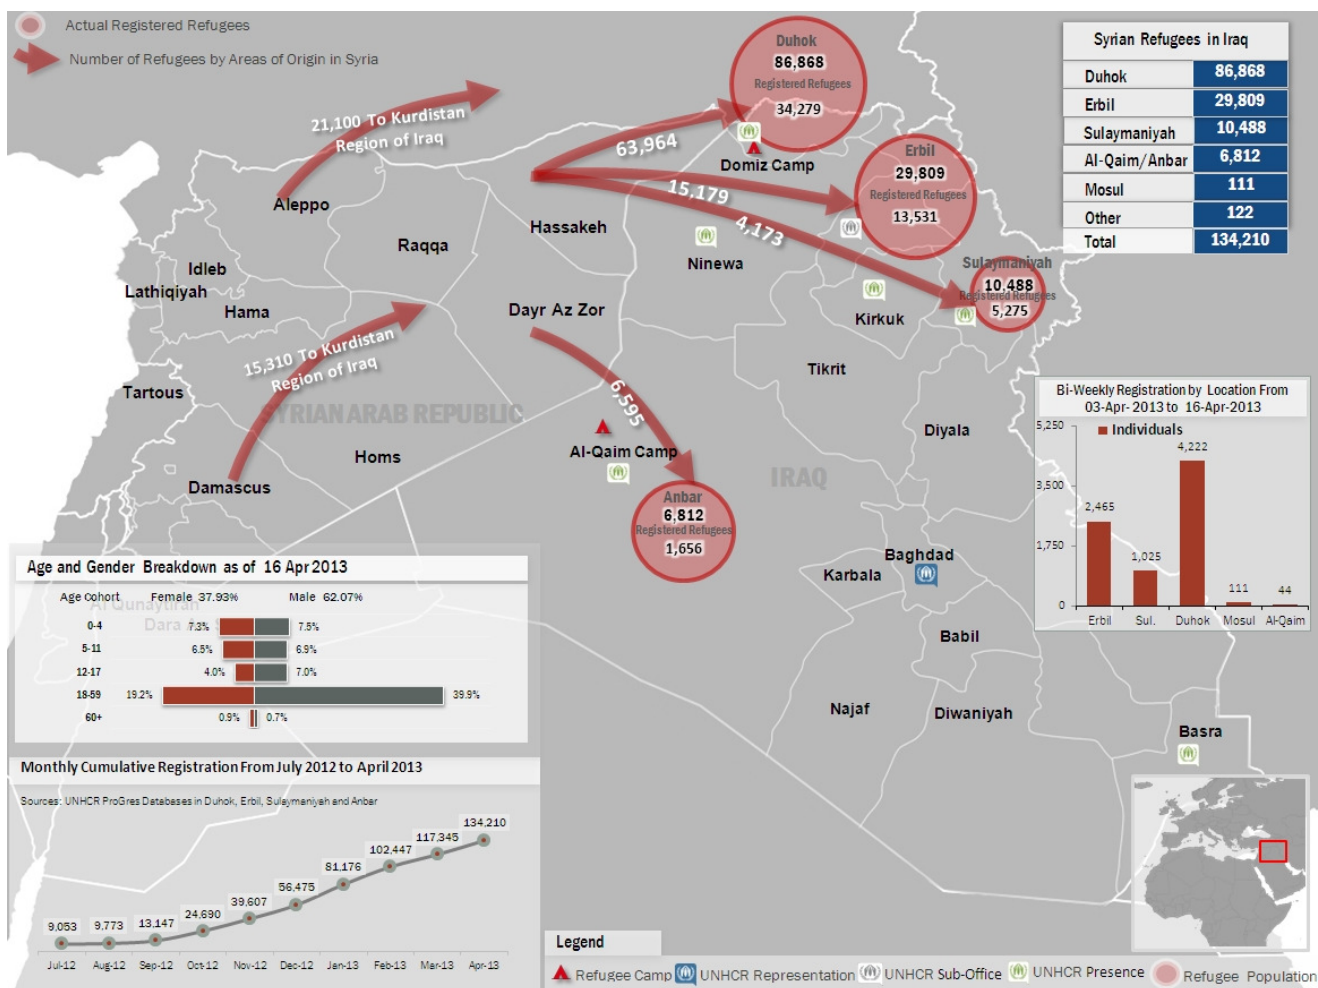 Actual Registered Refugees
Number of Refugees by Areas of Origin in Syria
21,100 To Kurdistan
Region of Iraq
63,964
15,179
4,173
15,310 To Kurdistan
Region of Iraq
6,595
Duhok
86,868
Registered Refugees
34,279
Domiz Camp
Erbil
29,809
Registered Refugees
13,531
Sulaymaniyah
10,488
Registered Refugees
5,275
Anbar
6,812
Registered Refugees
1,656
Aleppo
Raqqa
Hassakeh
Idleb
Lathiqiyah
Hama
Dayr Az Zor
Tartous
SYRIAN ARAB REPUBLIC
Homs
Damascus
Al Qunaytirah
Ninewa
Kirkuk
Tikrit
Diyala
Al-Qaim Camp
IRAQ
Baghdad
Karbala
Babil
Najaf
Diwaniyah
Basra
Syrian Refugees in Iraq
Duhok 86,868
Erbil 29,809
Sulaymaniyah 10,488
Al-Qaim/Anbar 6,812
Mosul 111
Other 122
Total 134,210
Bi-Weekly Registration by Location From
03-Apr- 2013 to 16-Apr-2013
Individuals
5,250
3,500
1,750
0
2,465
1,025
4,222
111
44
Erbil Sul. Duhok Mosul Al-Qaim
Age and Gender Breakdown as of 16 Apr 2013
Age Cohort Female 37.93% Male 62.07%
0-4 7.3% 7.5%
5-11 6.5% 6.9%
12-17 4.0% 7.0%
18-59 19.2% 39.9%
60+ 0.9% 0.7%
Monthly Cumulative Registration From July 2012 to April 2013
Sources: UNHCR ProGres Databases in Duhok, Erbil, Sulaymaniyah and Anbar
9,053 9,773 13,147 24,690 39,607 56,475 81,176 102,447 117,345 134,210
Jul-12 Aug-12 Sep-12 Oct-12 Nov-12 Dec-12 Jan-13 Feb-13 Mar-13 Apr-13
Legend
Refugee Camp UNHCR Representation UNHCR Sub-Office UNHCR Presence Refugee Population